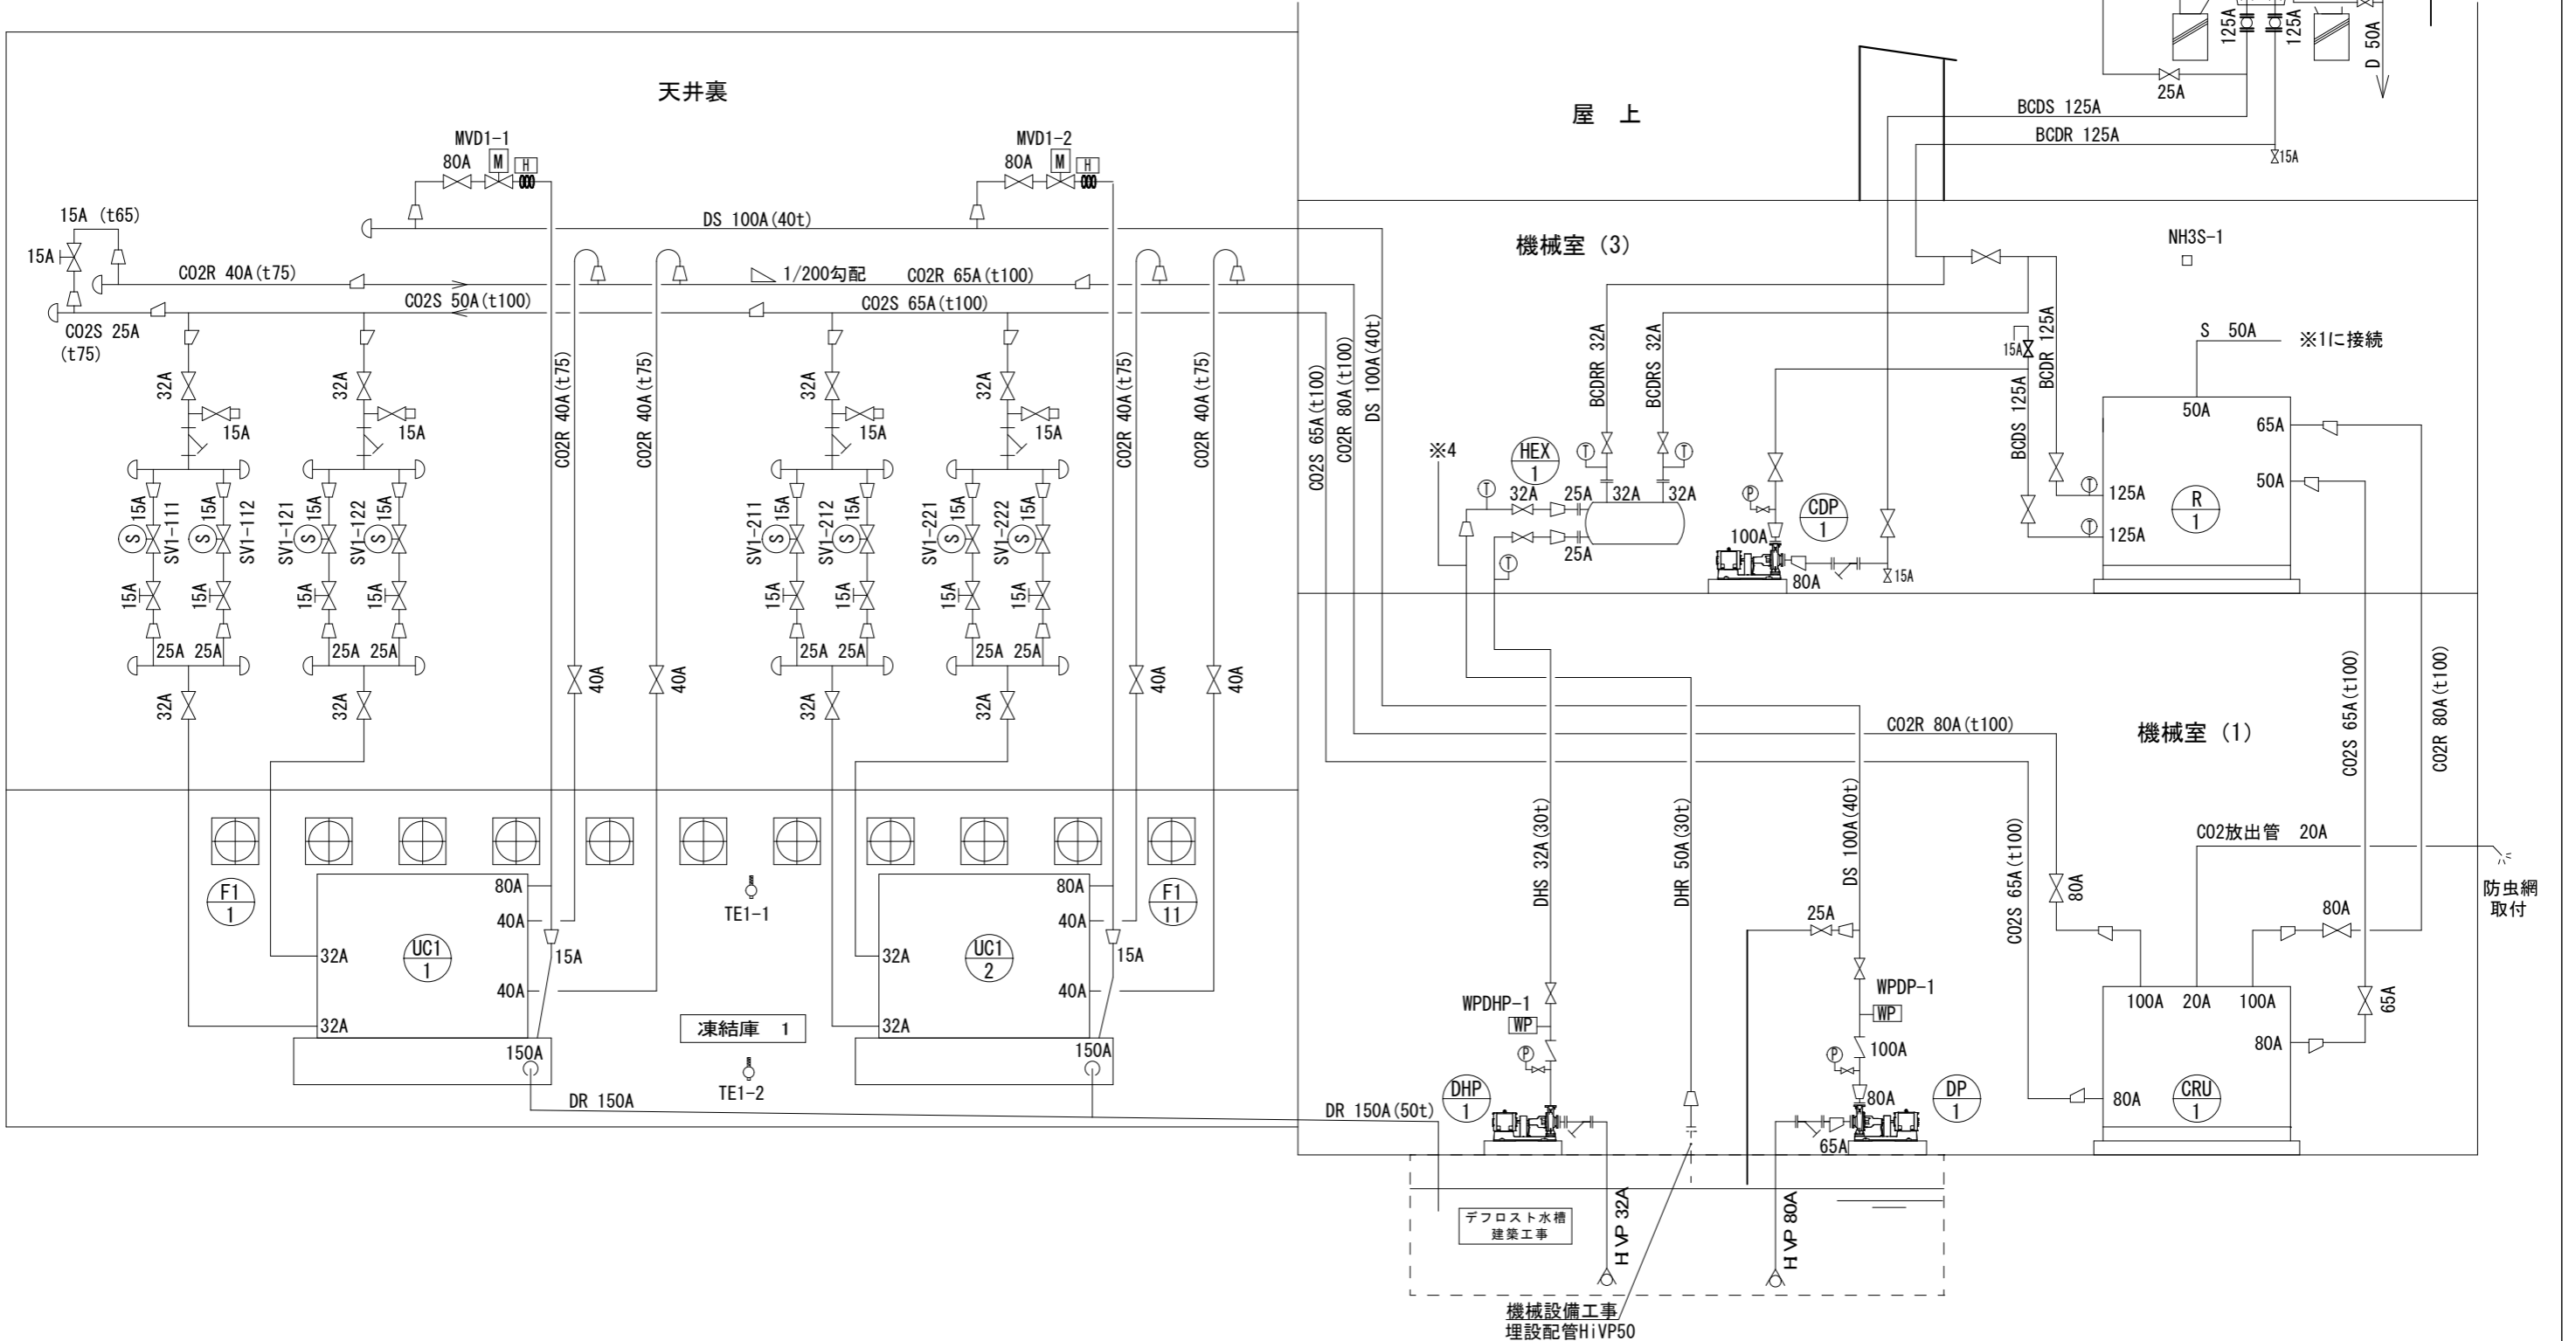 天井裏
MVD1-1
80A
M
H
MVD1-2
80A
M
H
15A (t65)
15A
DS 100A(40t)
CO2R 40A(t75)
1/200勾配
CO2R 65A(t100)
CO2S 50A(t100)
CO2S 65A(t100)
CO2S 25A
(t75)
32A
32A
32A
32A
15A
15A
15A
15A
CO2R 40A(t75)
CO2R 40A(t75)
CO2R 40A(t75)
CO2R 40A(t75)
15A
S
SV1-111
15A
S
SV1-112
SV1-121
15A
S
SV1-122
15A
S
SV1-211
15A
S
SV1-212
15A
S
SV1-221
15A
S
SV1-222
15A
S
15A
15A
15A
15A
15A
15A
15A
15A
25A 25A
25A 25A
25A 25A
25A 25A
32A
32A
32A
32A
40A
40A
40A
40A
F1
1
F1
11
80A
40A
32A
UC1
1
15A
40A
32A
150A
TE1-1
凍結庫 1
TE1-2
80A
40A
32A
UC1
2
15A
40A
32A
150A
DR 150A
DR 150A(50t)
屋 上
125A
125A
D 50A
25A
BCDS 125A
BCDR 125A
15A
機械室 (3)
NH3S-1
S 50A
※1に接続
CO2S 65A(t100)
CO2R 80A(t100)
DS 100A(40t)
BCDRR 32A
BCDRS 32A
15A
BCDS 125A
BCDR 125A
※4
HEX
1
T
T
T
32A
25A
32A
32A
25A
T
P
CDP
1
100A
80A
15A
50A
65A
50A
T
125A
R
1
T
125A
機械室 (1)
CO2R 80A(t100)
CO2S 65A(t100)
CO2R 80A(t100)
DHS 32A(30t)
DHR 50A(30t)
DS 100A(40t)
CO2S 65A(t100)
80A
CO2放出管 20A
防虫網
取付
25A
80A
WPDHP-1
WP
WPDP-1
WP
100A
20A
100A
65A
80A
80A
CRU
1
P
P
100A
DHP
1
80A
DP
1
65A
HIVP 32A
HIVP 80A
デフロスト水槽
建築工事
機械設備工事
埋設配管HiVP50